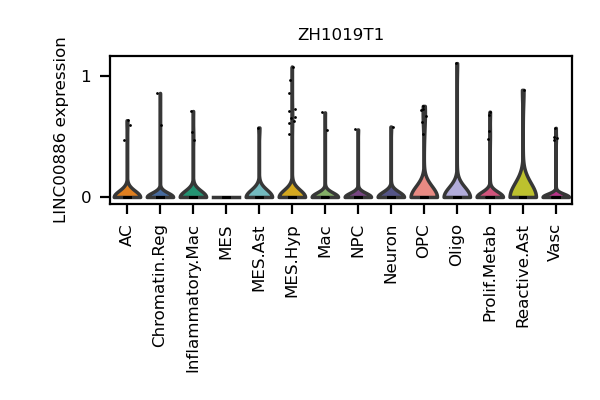 ZH1019T1
LINC00886 expression
1
0
AC
Chromatin.Reg
Inflammatory.Mac
MES
MES.Ast
MES.Hyp
Mac
NPC
Neuron
OPC
Oligo
Prolif.Metab
Reactive.Ast
Vasc